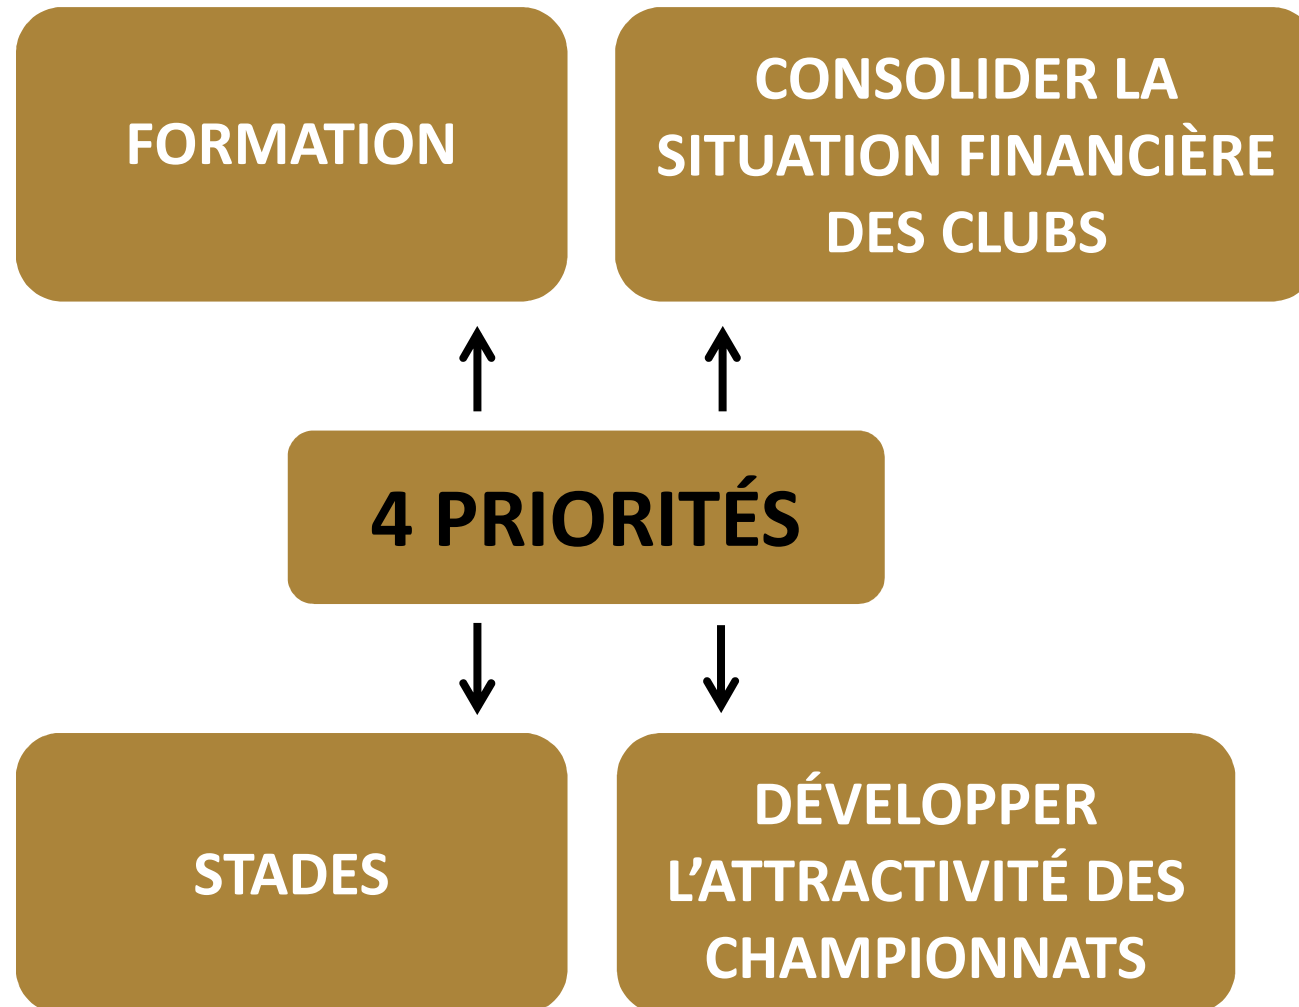 FORMATION
CONSOLIDER LA
SITUATION FINANCIÈRE
DES CLUBS
4 PRIORITÉS
STADES
DÉVELOPPER
L’ATTRACTIVITÉ DES
CHAMPIONNATS